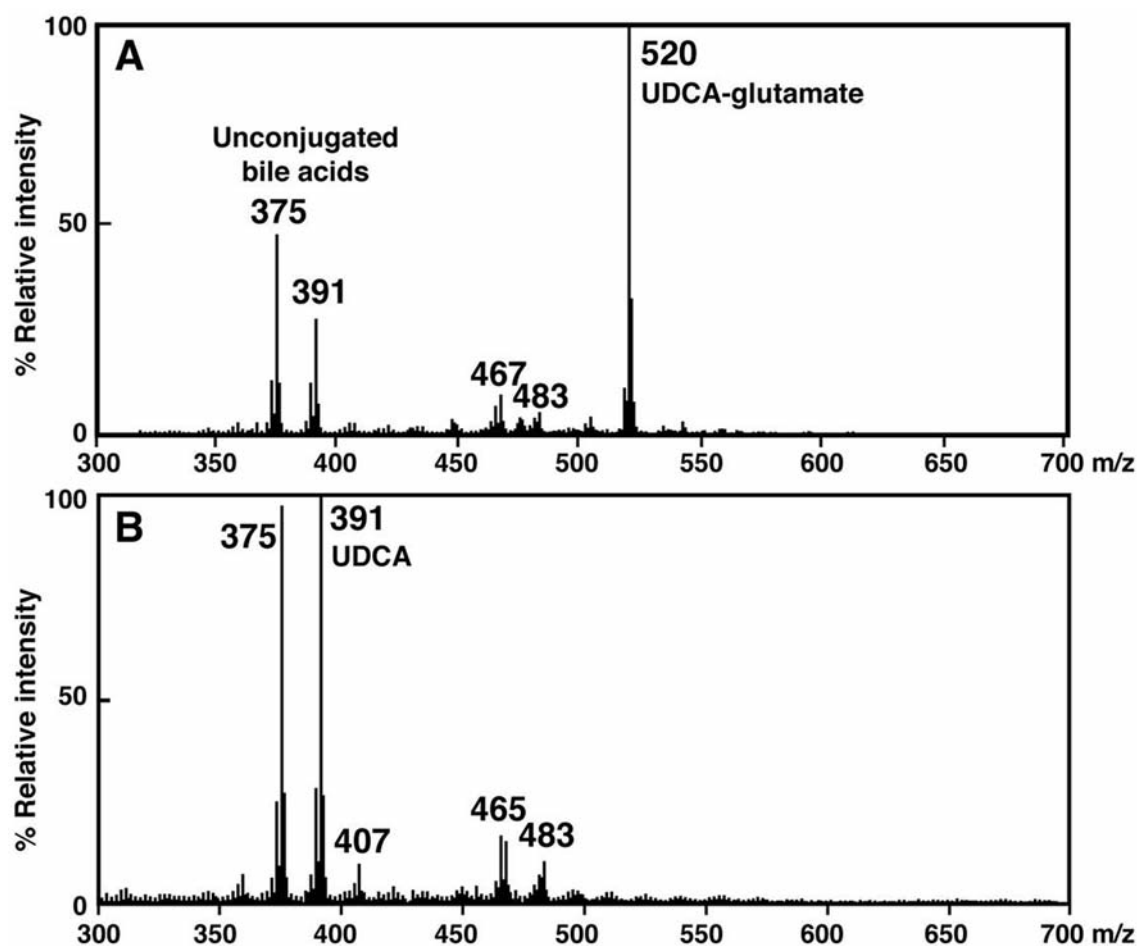 100
A
520
UDCA-glutamate
Unconjugated
bile acids
375
50
391
467
483
0
300 350 400 450 500 550 600 650 700 m/z
% Relative intensity
100
B
375
391
UDCA
50
465
407
483
0
300 350 400 450 500 550 600 650 700 m/z
% Relative intensity